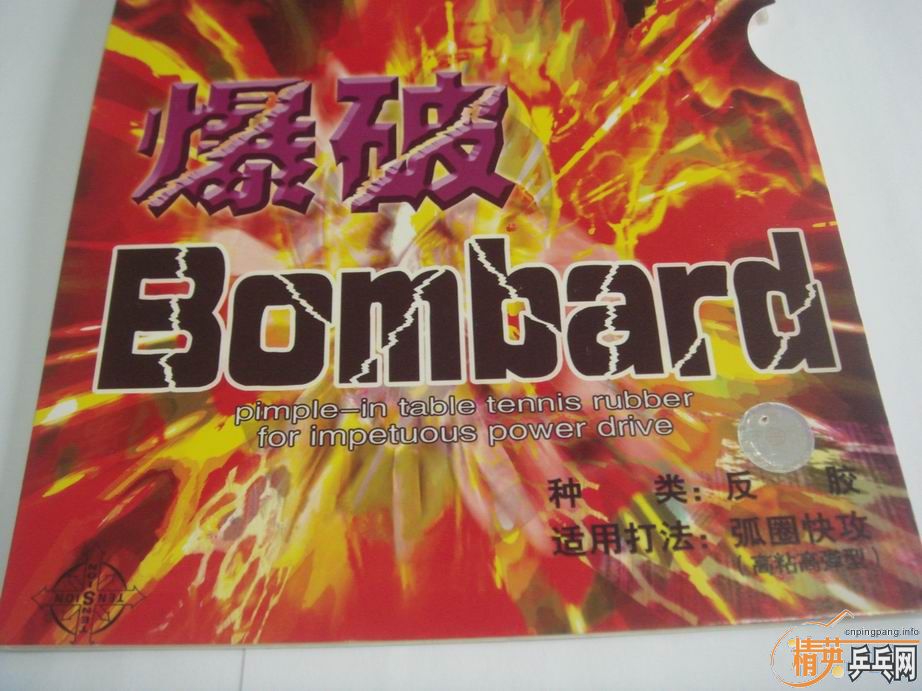 爆破
Bombard
pimple-in table tennis rubber
for impetuous power drive
种 类：反 胶
适用打法：弧圈快攻
（高粘高弹型）
TENSION
cnpingpang.info
精英乒乓网